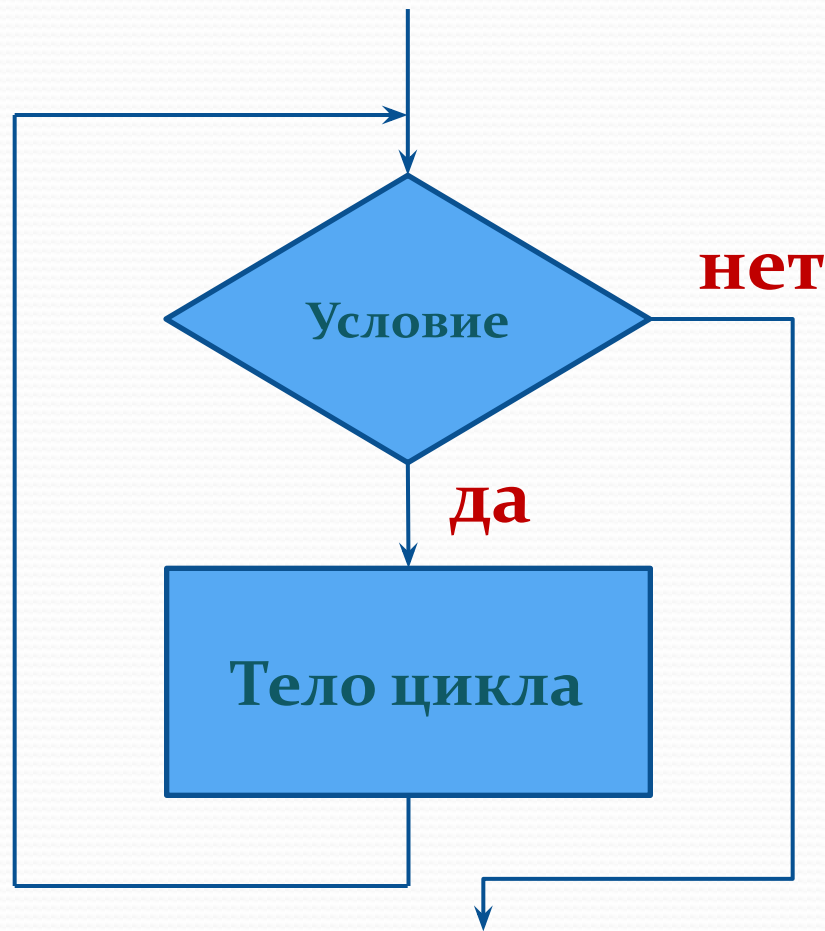 нет
Условие
да
Тело цикла